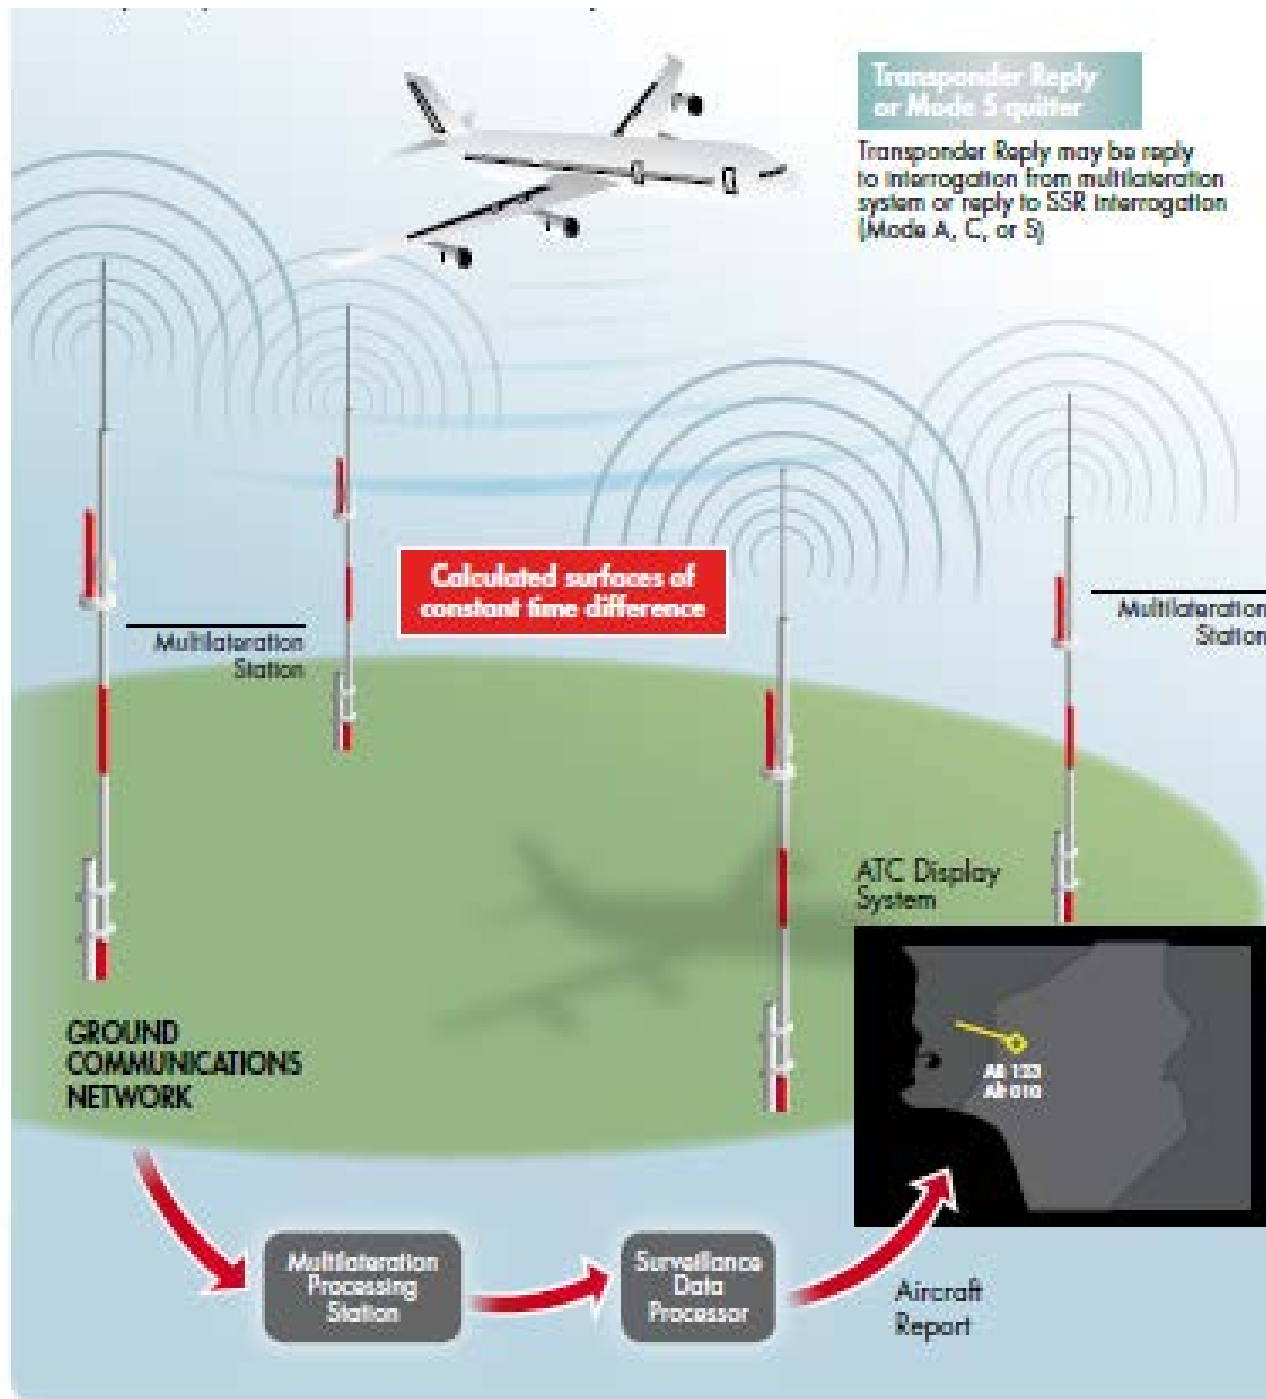 Transponder Reply
or Mode S quitter
Transponder Reply may be reply
to interrogation from multilateration
system or reply to SSR interrogation
(Mode A, C, or S)
Calculated surfaces of
constant time difference
Multilateration
Station
Multilateration
Station
ATC Display
System
GROUND
COMMUNICATIONS
NETWORK
Multilateration
Processing
Station
Surveillance
Data
Processor
Aircraft
Report